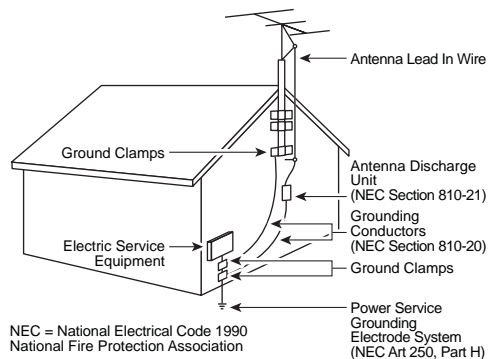 Antenna Lead In Wire
Ground Clamps
Antenna Discharge
Unit
(NEC Section 810-21)
Grounding
Conductors
(NEC Section 810-20)
Electric Service
Equipment
Ground Clamps
Power Service
Grounding
Electrode System
(NEC Art 250, Part H)
NEC = National Electrical Code 1990
National Fire Protection Association